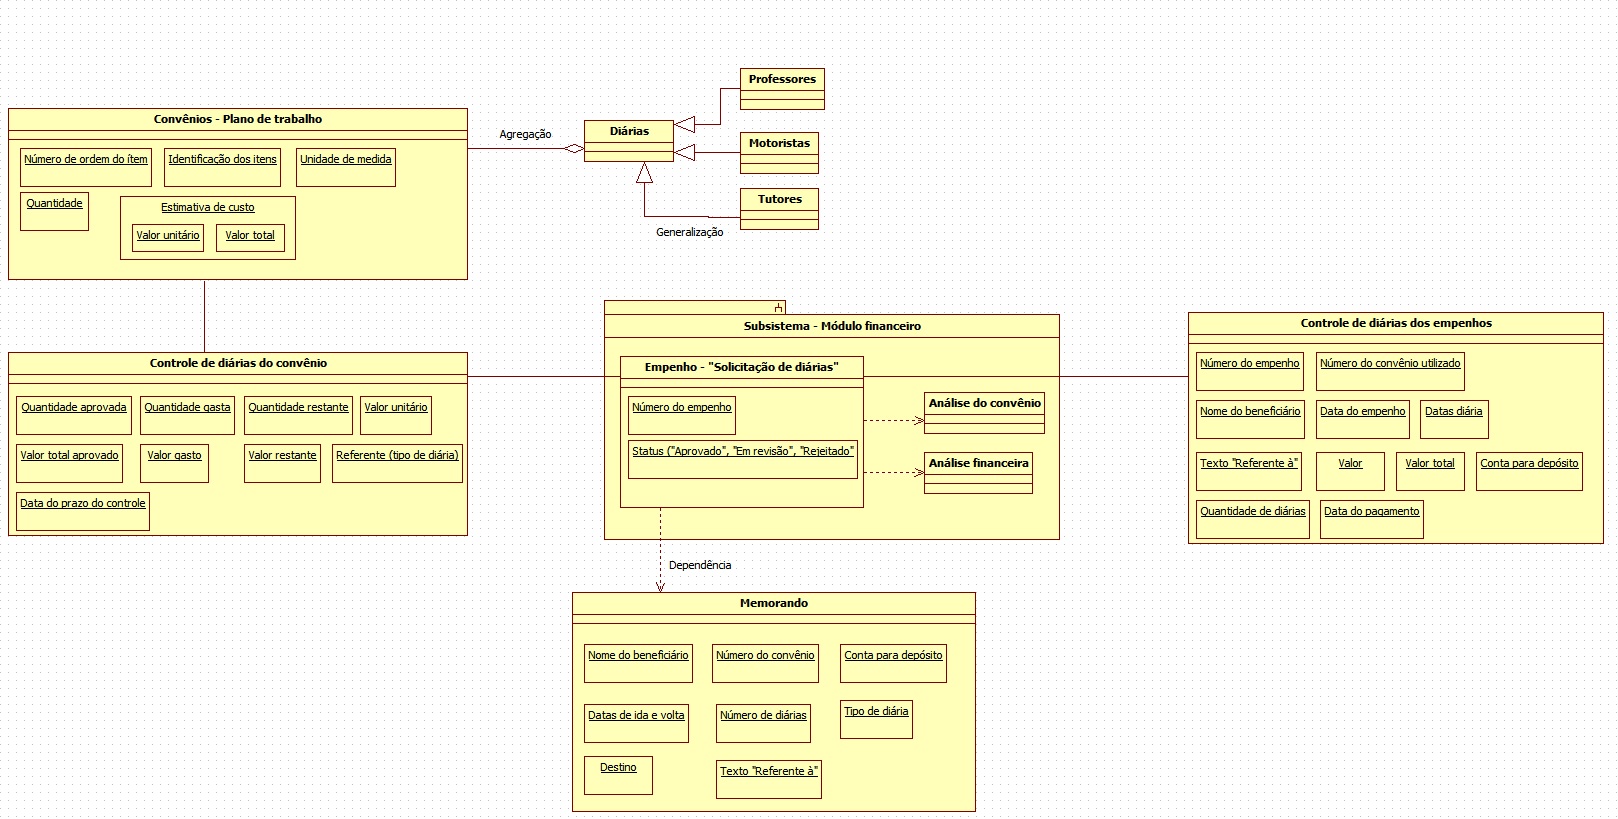 Professores
Convênios - Plano de trabalho
Agregação
Diárias
Motoristas
Número de ordem do ítem
Identificação dos itens
Unidade de medida
Quantidade
Estimativa de custo
Valor unitário
Valor total
Tutores
Generalização
Subsistema - Módulo financeiro
Controle de diárias dos empenhos
Controle de diárias do convênio
Empenho - "Solicitação de diárias"
Número do empenho
Número do convênio utilizado
Quantidade aprovada
Quantidade gasta
Quantidade restante
Valor unitário
Número do empenho
Análise do convênio
Nome do beneficiário
Data do empenho
Datas diária
Valor total aprovado
Valor gasto
Valor restante
Referente (tipo de diária)
Status ("Aprovado", "Em revisão", "Rejeitado"
Análise financeira
Texto "Referente à"
Valor
Valor total
Conta para depósito
Data do prazo do controle
Quantidade de diárias
Data do pagamento
Dependência
Memorando
Nome do beneficiário
Número do convênio
Conta para depósito
Datas de ida e volta
Número de diárias
Tipo de diária
Destino
Texto "Referente à"